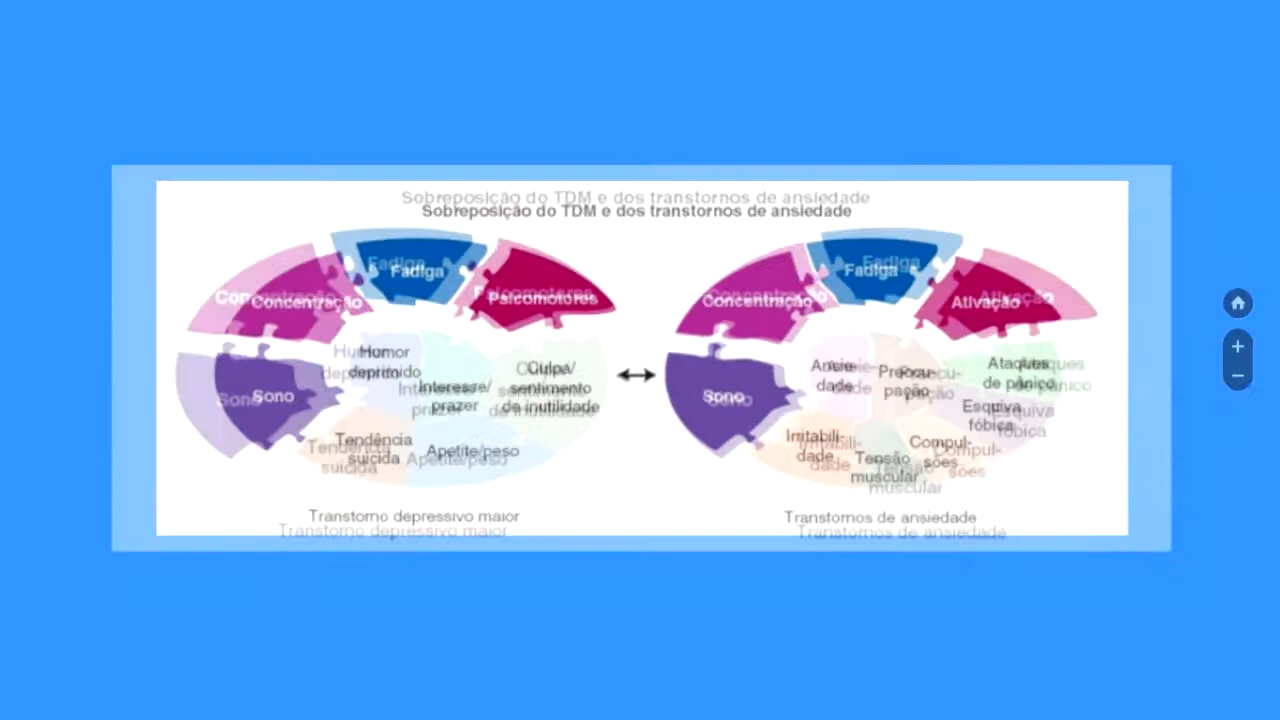 Sobreposição do TDM e dos transtornos de ansiedade
Fadiga
Concentração
Psicomotores
Sono
Humor
deprimido
Interesse/
prazer
Culpa/
sentimento
de inutilidade
Tendência
suicida
Apetite/peso
Transtorno depressivo maior
Fadiga
Concentração
Ativação
Sono
Ansie-
dade
Preocu-
pação
Ataques
de pânico
Esquiva
fóbica
Compul-
sões
Tensão
muscular
Irritabili-
dade
Transtornos de ansiedade